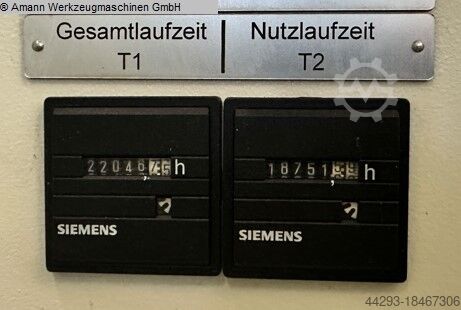 © Amann Werkzeugmaschinen GmbH
Gesamtlaufzeit Nutzlaufzeit
T1 T2
22046, h 18751, h
SIEMENS SIEMENS
44293-18467306